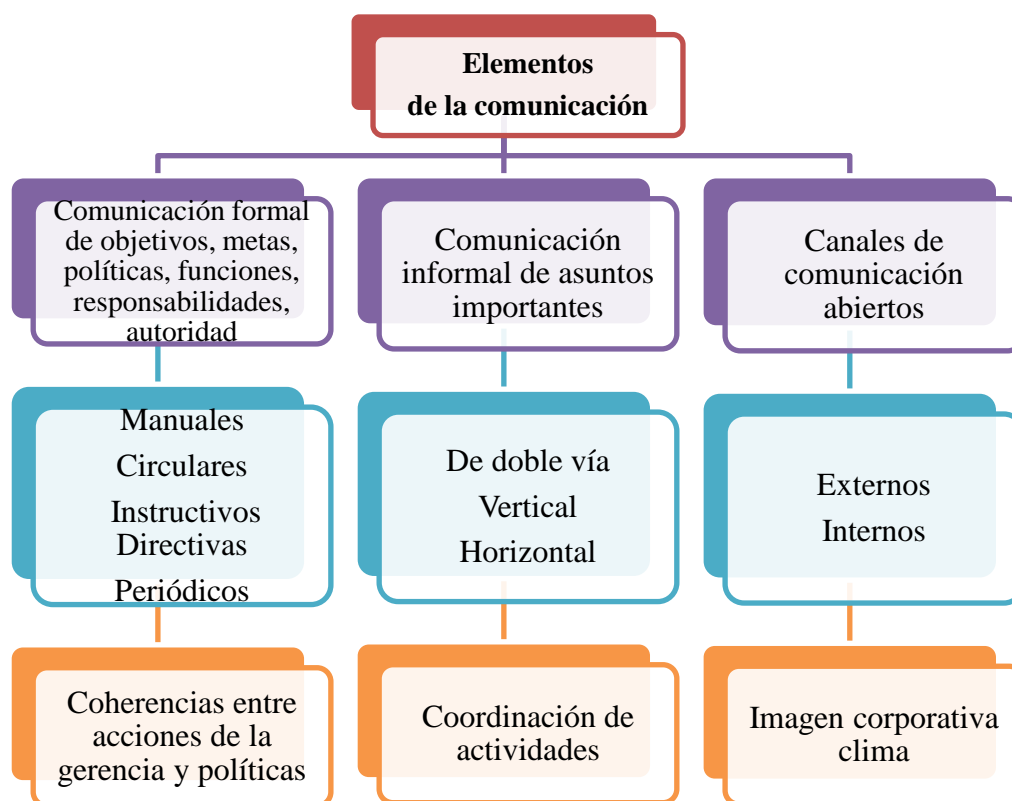 Elementos
de la comunicación
Comunicación formal
de objetivos, metas,
políticas, funciones,
responsabilidades,
autoridad
Comunicación
informal de asuntos
importantes
Canales de
comunicación
abiertos
Manuales
Circulares
Instructivos
Directivas
Periódicos
De doble vía
Vertical
Horizontal
Externos
Internos
Coherencias entre
acciones de la
gerencia y políticas
Coordinación de
actividades
Imagen corporativa
clima